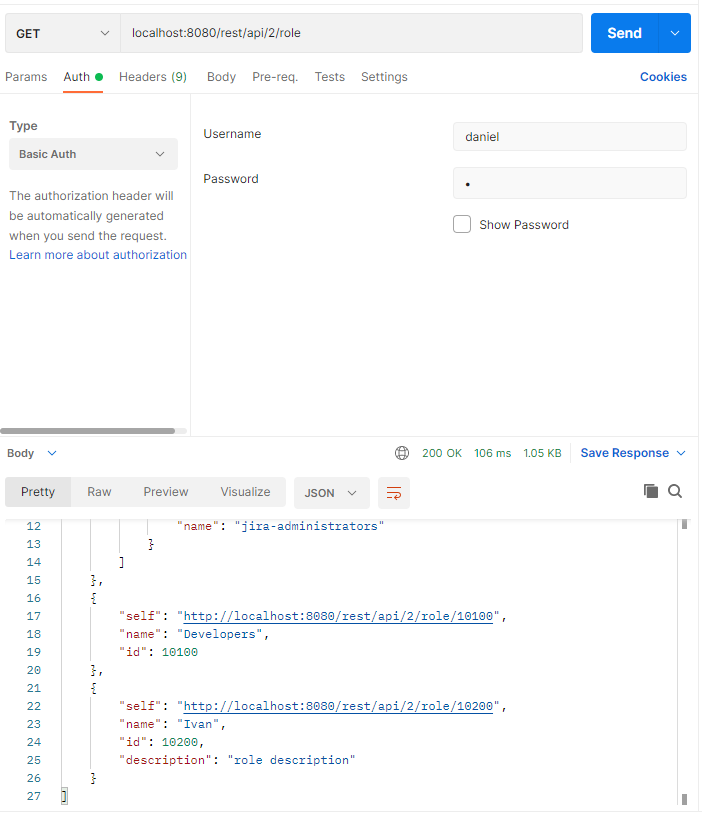 GET localhost:8080/rest/api/2/role Send
Params Auth Headers (9) Body Pre-req. Tests Settings Cookies
Type
Basic Auth
The authorization header will
be automatically generated
when you send the request.
Learn more about authorization
Username daniel
Password •
Show Password
Body 200 OK 106 ms 1.05 KB Save Response
Pretty Raw Preview Visualize JSON
12 "name": "jira-administrators"
13 }
14 ]
15 },
16 {
17 "self": "http://localhost:8080/rest/api/2/role/10100",
18 "name": "Developers",
19 "id": 10100
20 },
21 {
22 "self": "http://localhost:8080/rest/api/2/role/10200",
23 "name": "Ivan",
24 "id": 10200,
25 "description": "role description"
26 }
27 ]